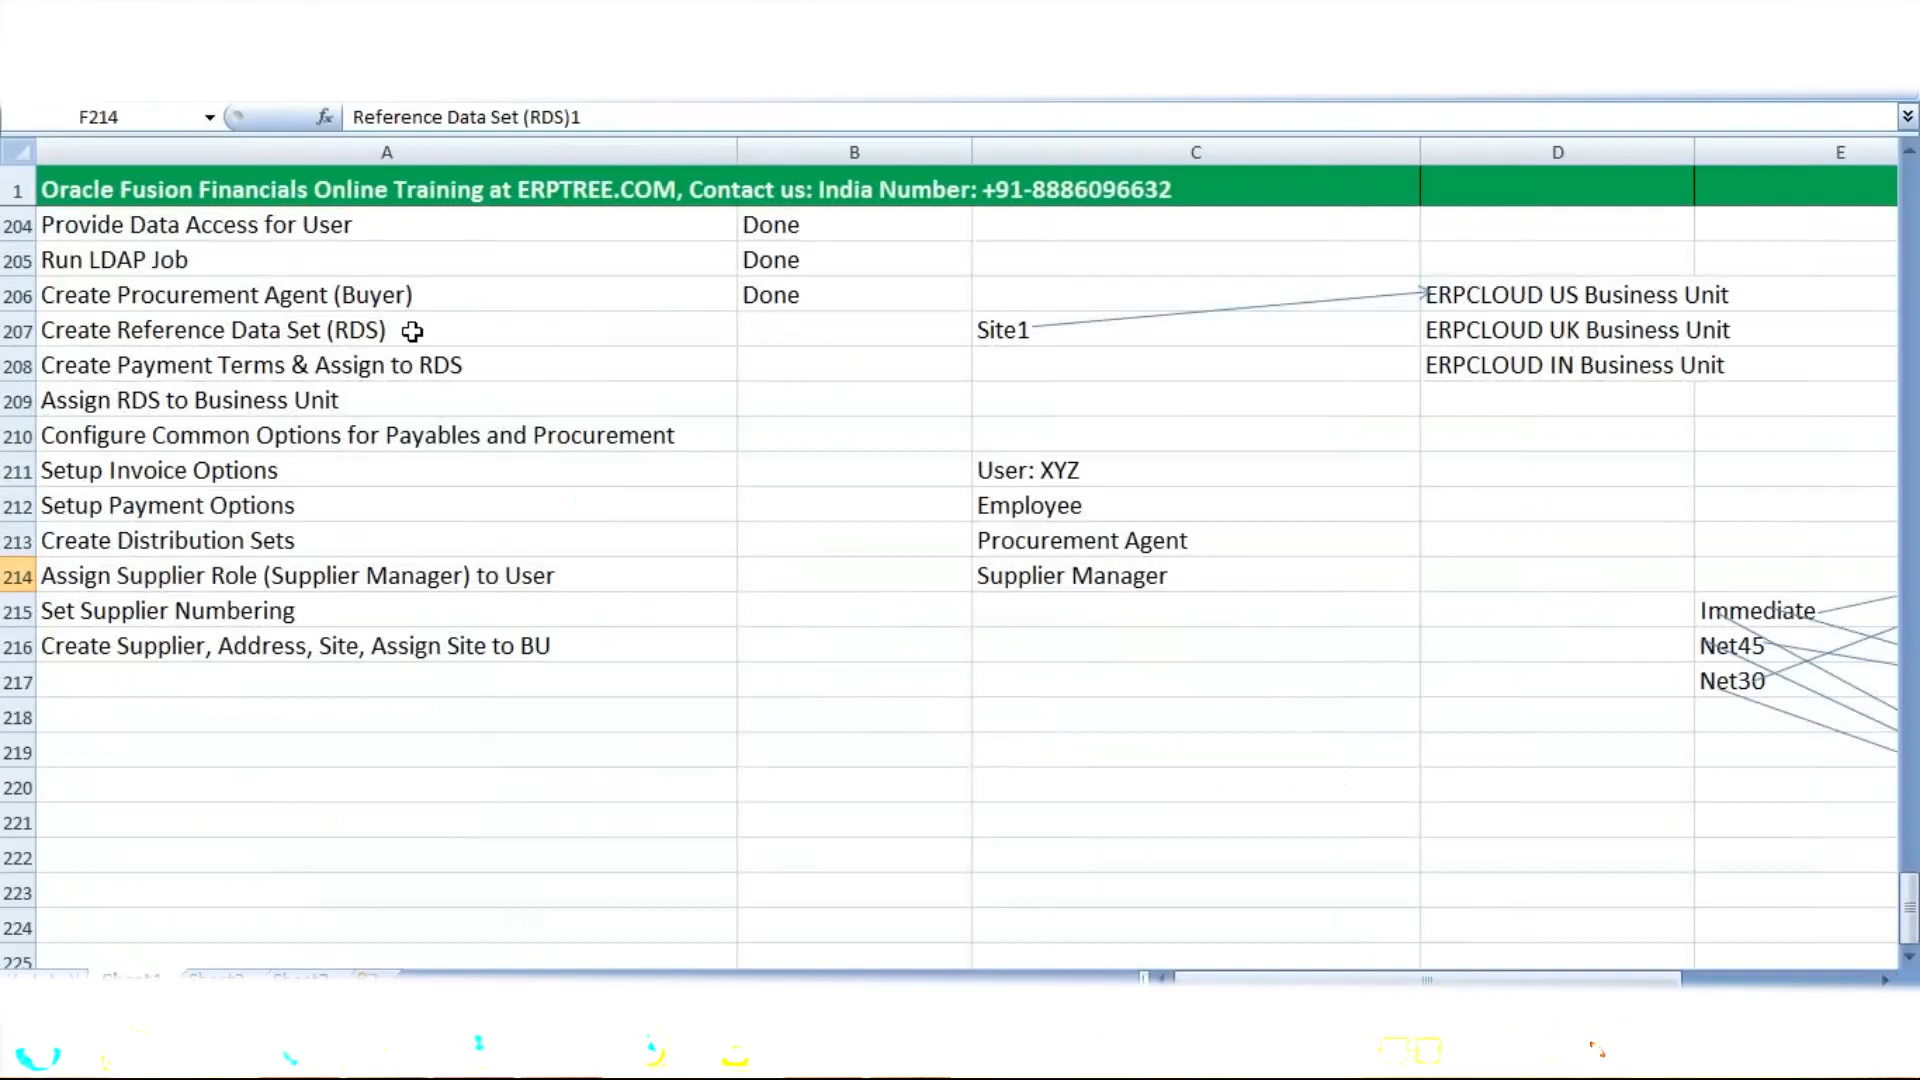 F214 fx Reference Data Set (RDS)1
A B C D E
1 Oracle Fusion Financials Online Training at ERPTREE.COM, Contact us: India Number: +91-8886096632
204 Provide Data Access for User Done
205 Run LDAP Job Done
206 Create Procurement Agent (Buyer) Done ERPCLOUD US Business Unit
207 Create Reference Data Set (RDS) Site1 ERPCLOUD UK Business Unit
208 Create Payment Terms & Assign to RDS ERPCLOUD IN Business Unit
209 Assign RDS to Business Unit
210 Configure Common Options for Payables and Procurement
211 Setup Invoice Options User: XYZ
212 Setup Payment Options Employee
213 Create Distribution Sets Procurement Agent
214 Assign Supplier Role (Supplier Manager) to User Supplier Manager
215 Set Supplier Numbering Immediate
216 Create Supplier, Address, Site, Assign Site to BU Net45
217 Net30
218
219
220
221
222
223
224
225